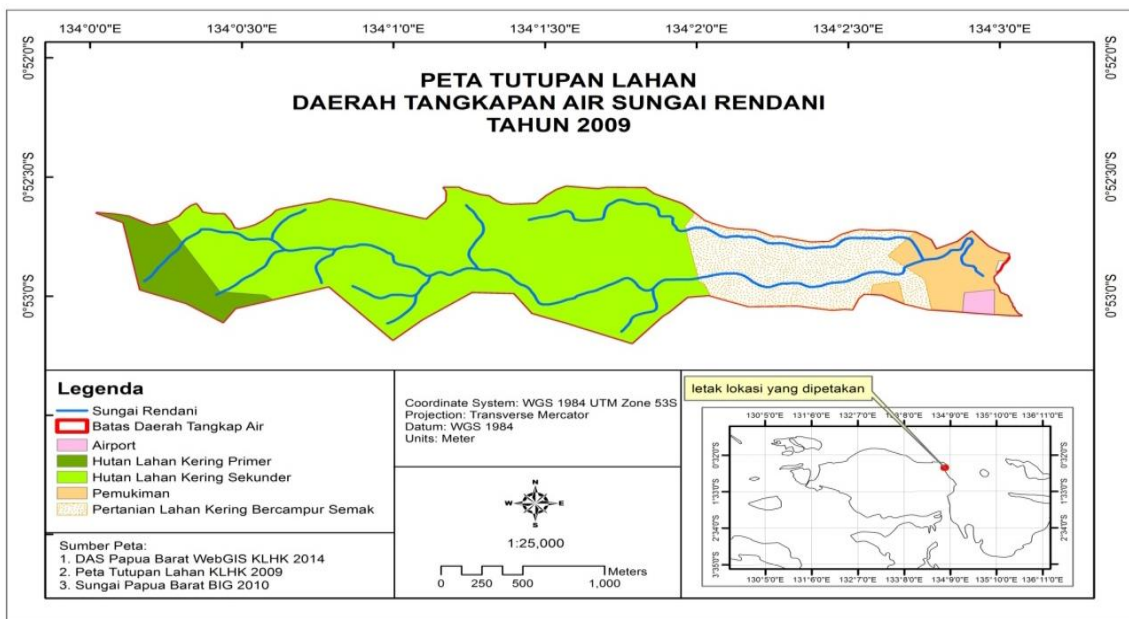 134°0'0"E 134°0'30"E 134°1'0"E 134°1'30"E 134°2'0"E 134°2'30"E 134°3'0"E
0°52'0"S 0°52'0"S
PETA TUTUPAN LAHAN
DAERAH TANGKAPAN AIR SUNGAI RENDANI
TAHUN 2009
0°52'30"S 0°52'30"S
0°53'0"S 0°53'0"S
Legenda
Sungai Rendani
Batas Daerah Tangkap Air
Airport
Hutan Lahan Kering Primer
Hutan Lahan Kering Sekunder
Pemukiman
Pertanian Lahan Kering Bercampur Semak
Sumber Peta:
1. DAS Papua Barat WebGIS KLHK 2014
2. Peta Tutupan Lahan KLHK 2009
3. Sungai Papua Barat BIG 2010
Coordinate System: WGS 1984 UTM Zone 53S
Projection: Transverse Mercator
Datum: WGS 1984
Units: Meter
N
W E
S
1:25,000
Meters
0 250 500 1,000
letak lokasi yang dipetakan
130°5'0"E 131°6'0"E 132°7'0"E 133°8'0"E 134°9'0"E 135°10'0"E 136°11'0"E
0°32'0"S 0°32'0"S
1°33'0"S 1°33'0"S
2°34'0"S 2°34'0"S
3°35'0"S 3°35'0"S
130°5'0"E 131°6'0"E 132°7'0"E 133°8'0"E 134°9'0"E 135°10'0"E 136°11'0"E